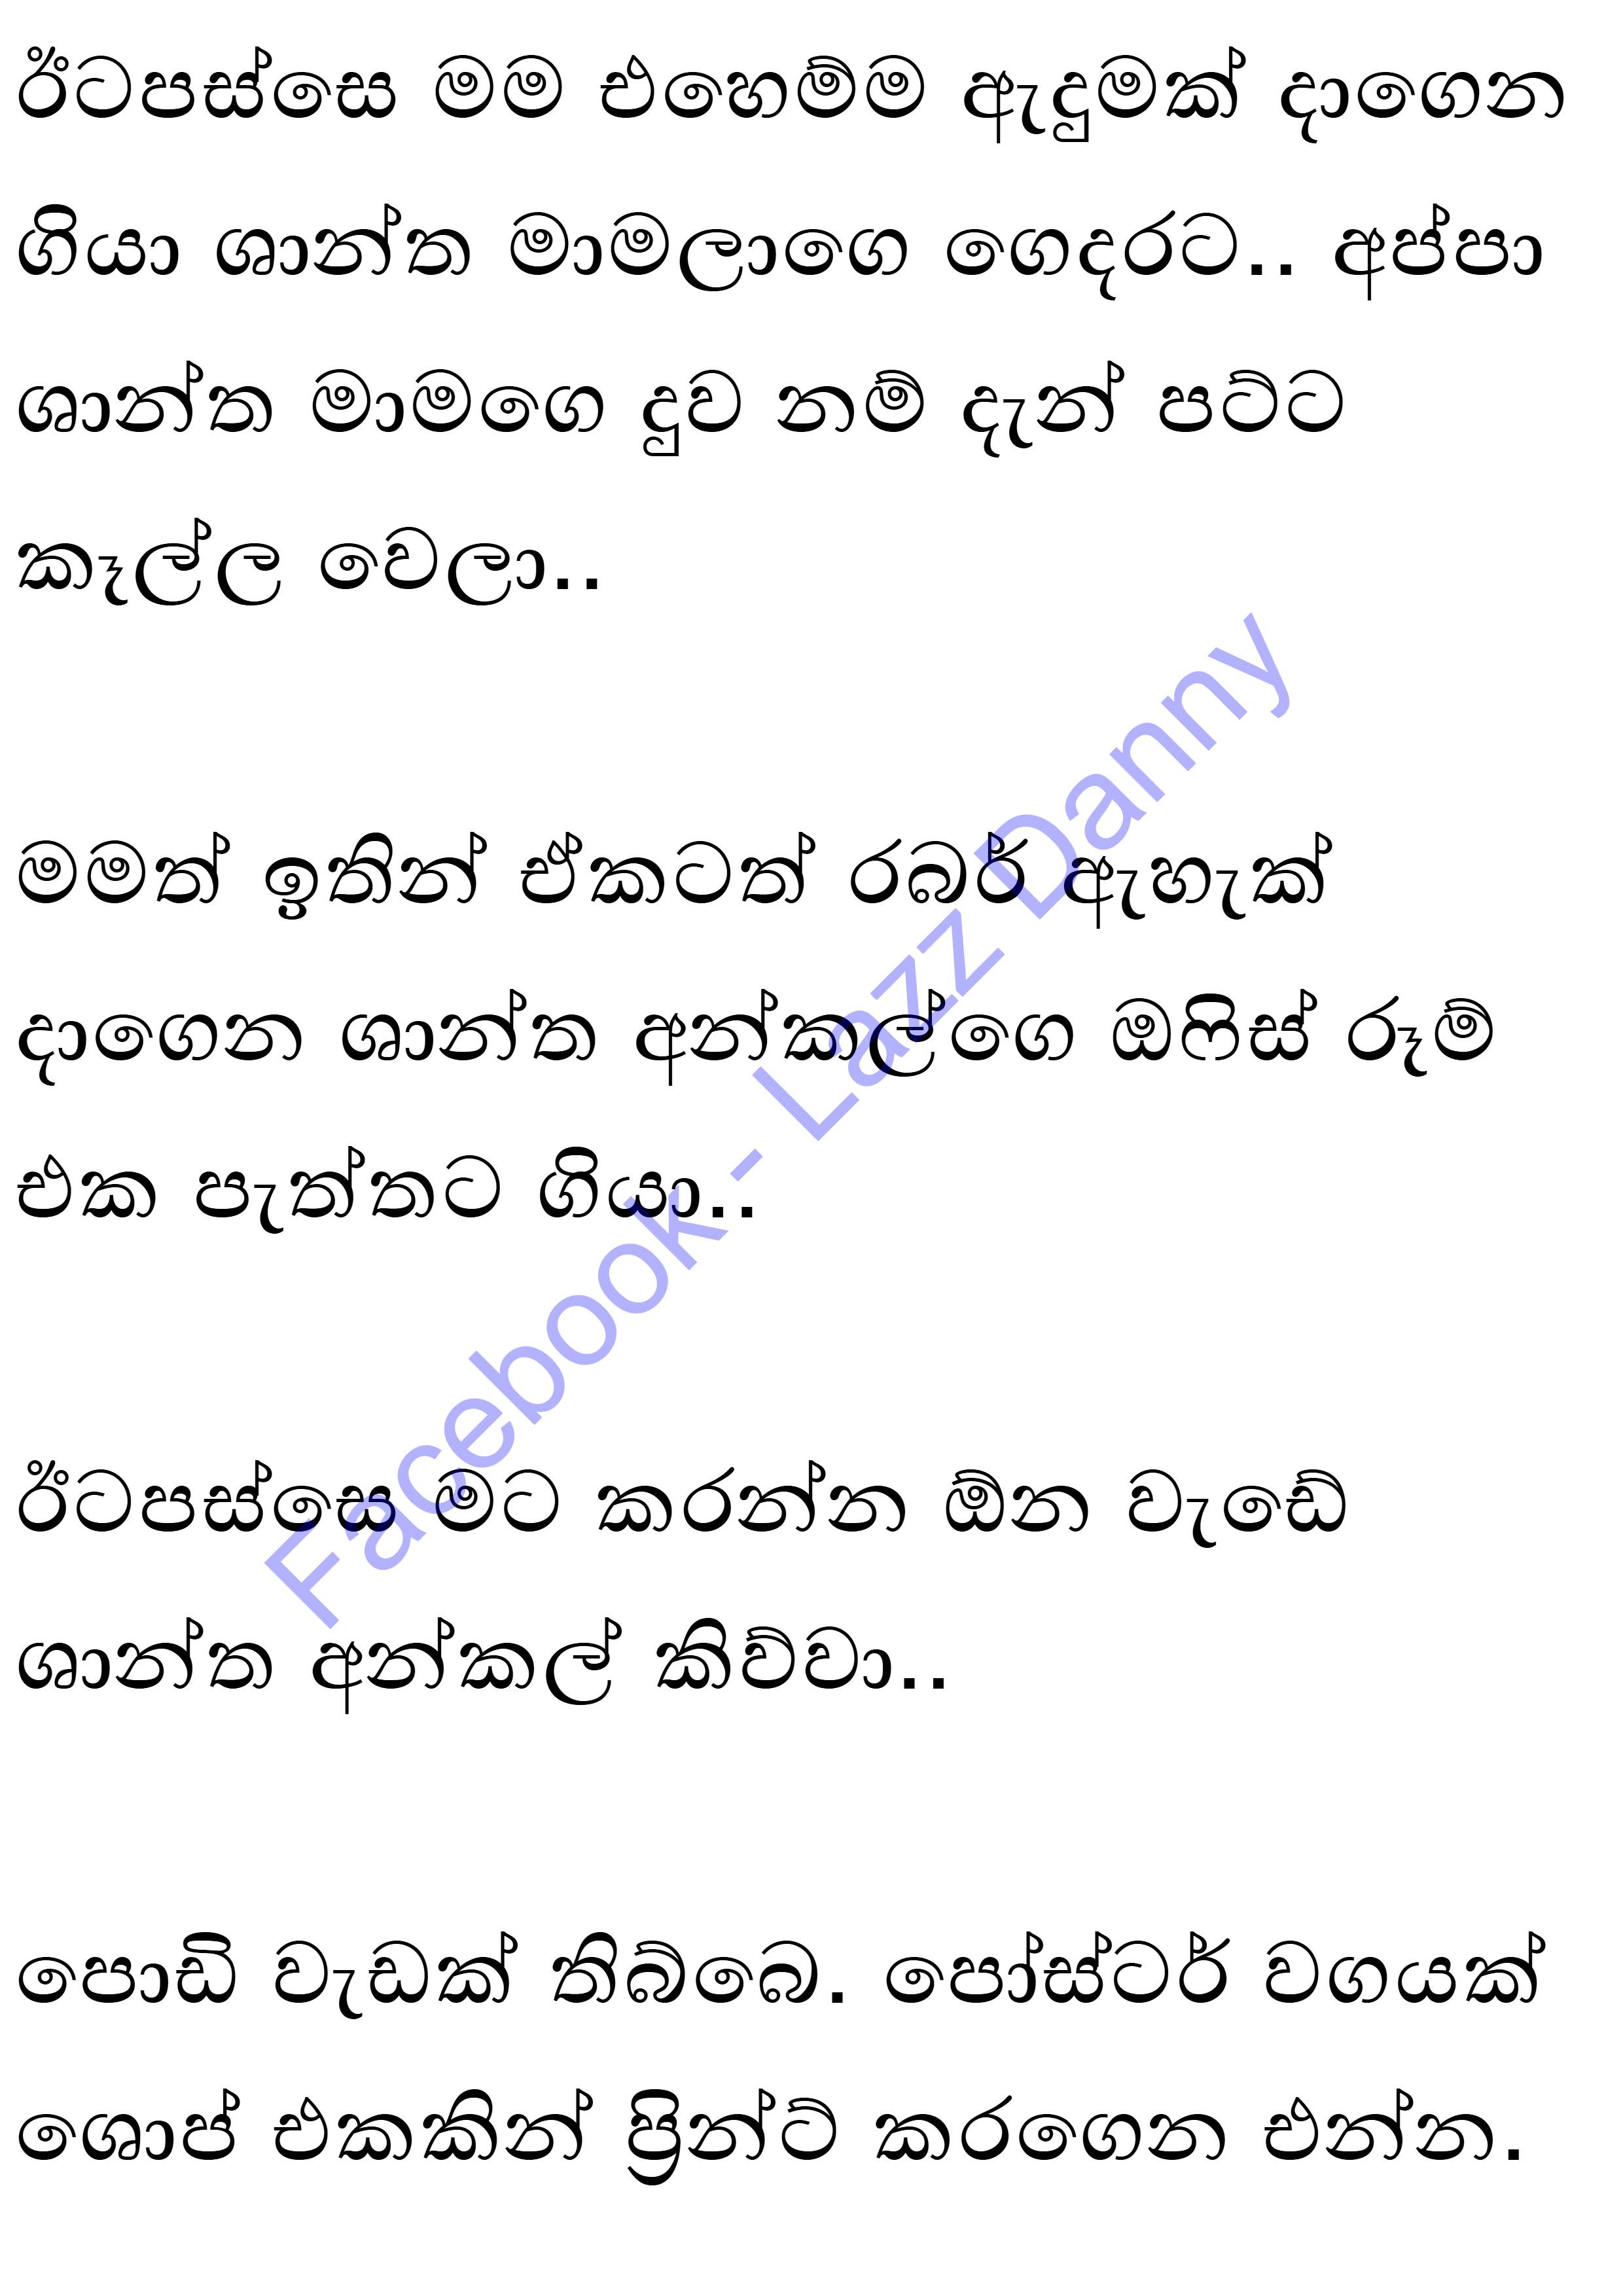 ඊටපස්සෙ මම එහෙම්ම ඇඳුමක් දාගෙන
ගියා ශාන්ත මාමලාගෙ ගෙදරට.. අප්පා
ශාන්ත මාමගෙ දුව නම් දැන් පට්ට
කෑල්ල වෙලා..
මමත් ඉතින් ඒකටත් රබර් ඇහැක්
දාගෙන ශාන්ත අන්කල්ගෙ ඔෆිස් රූම්
එක පැත්තට ගියා..
ඊටපස්සෙ මට කරන්න ඕන වැඩේ
ශාන්ත අන්කල් කිව්වා..
පොඩි වැඩක් තිබ්බෙ. පෝස්ටර් වගයක්
ශොප් එකකින් ප්‍රින්ට් කරගෙන එන්න.
Facebook - Lazz Danny